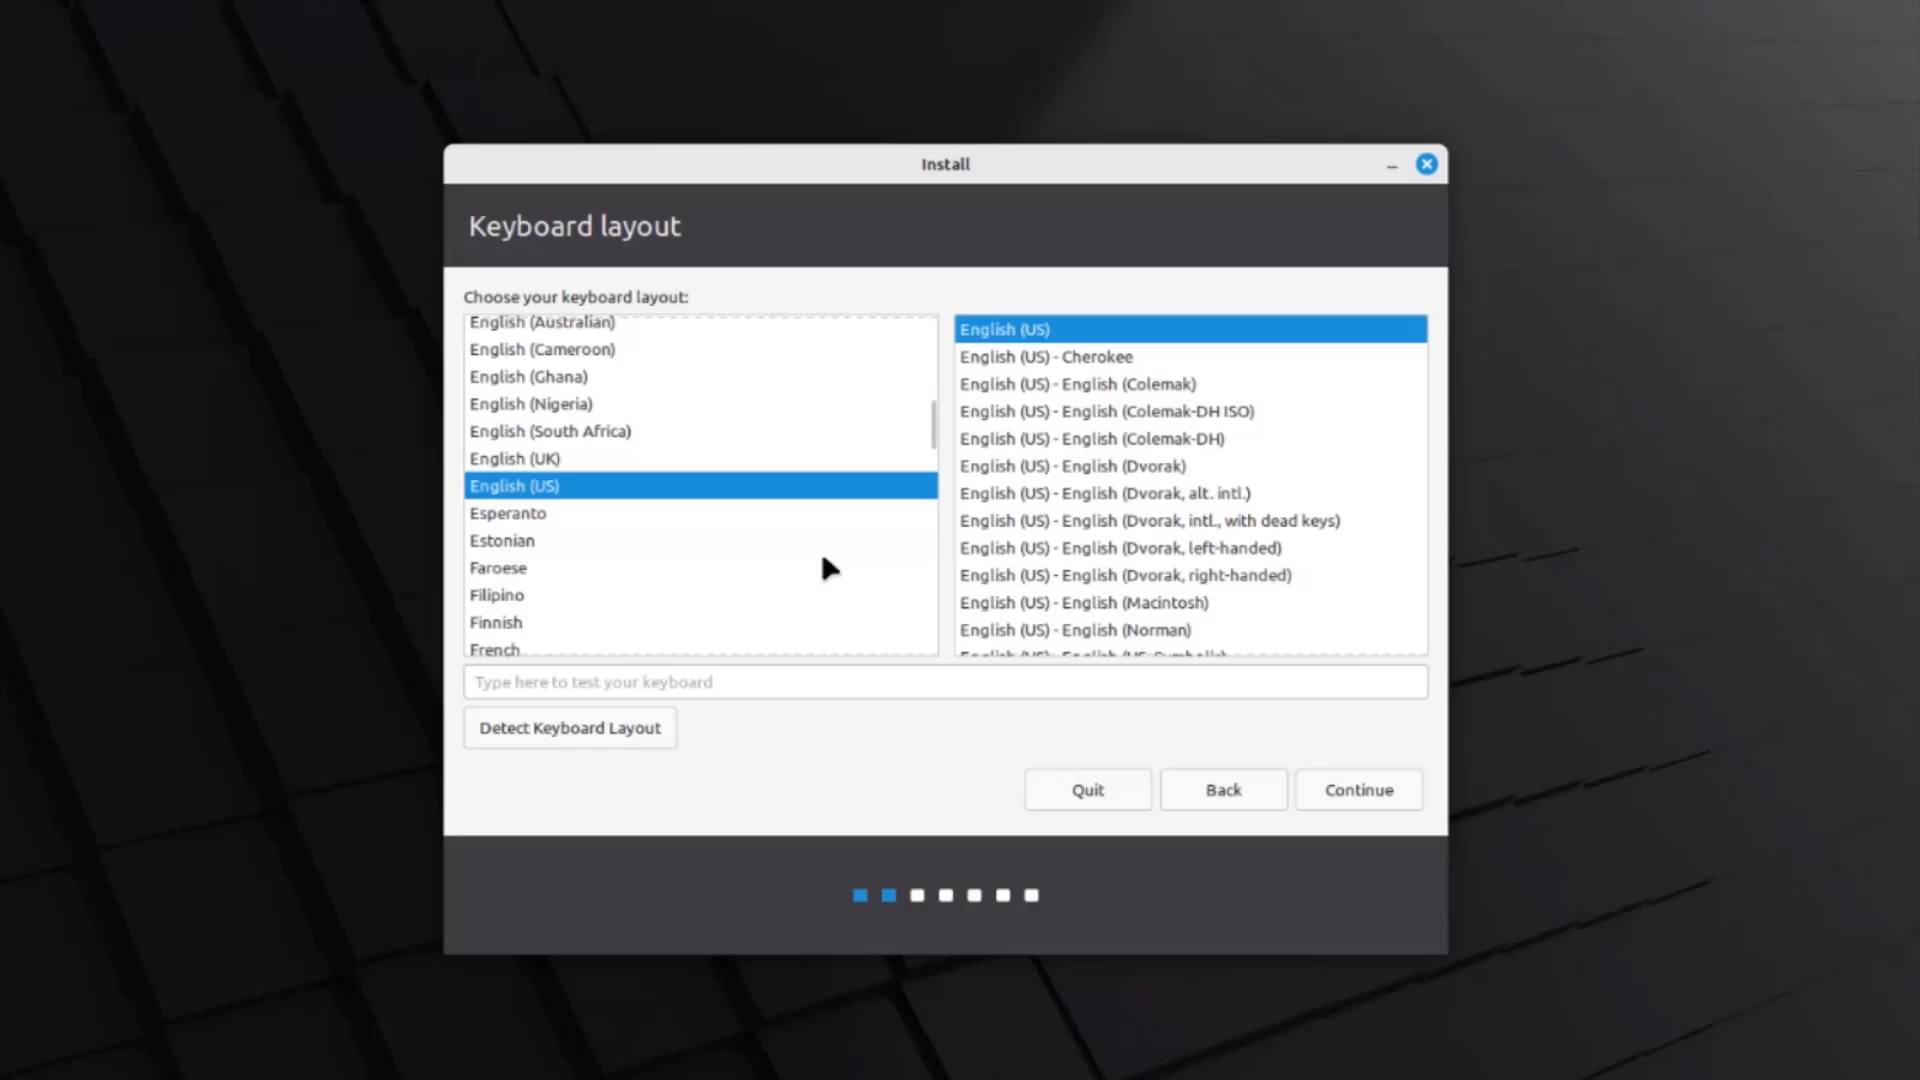 Install
Keyboard layout
Choose your keyboard layout:
English (Australian)
English (Cameroon)
English (Ghana)
English (Nigeria)
English (South Africa)
English (UK)
English (US)
Esperanto
Estonian
Faroese
Filipino
Finnish
French
English (US)
English (US) - Cherokee
English (US) - English (Colemak)
English (US) - English (Colemak-DH ISO)
English (US) - English (Colemak-DH)
English (US) - English (Dvorak)
English (US) - English (Dvorak, alt. intl.)
English (US) - English (Dvorak, intl., with dead keys)
English (US) - English (Dvorak, left-handed)
English (US) - English (Dvorak, right-handed)
English (US) - English (Macintosh)
English (US) - English (Norman)
English (US) - English (US, Symbolic)
Type here to test your keyboard
Detect Keyboard Layout
Quit
Back
Continue